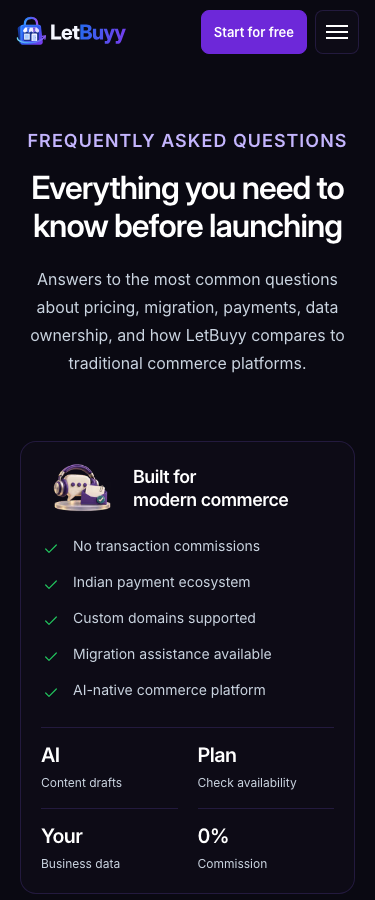 LetBuyy
Start for free
FREQUENTLY ASKED QUESTIONS
Everything you need to
know before launching
Answers to the most common questions
about pricing, migration, payments, data
ownership, and how LetBuyy compares to
traditional commerce platforms.
Built for
modern commerce
No transaction commissions
Indian payment ecosystem
Custom domains supported
Migration assistance available
AI-native commerce platform
AI
Content drafts
Plan
Check availability
Your
Business data
0%
Commission